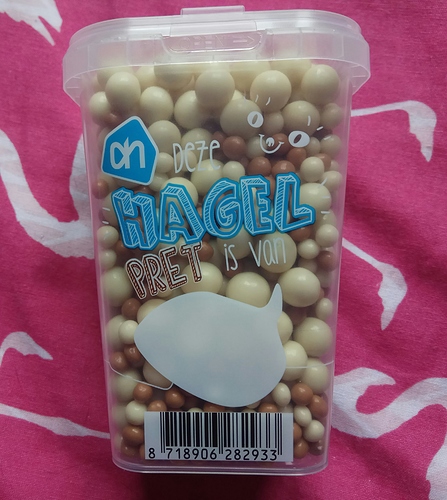 ah
DEZE
HAGEL
PRET is van
8 718906 282933